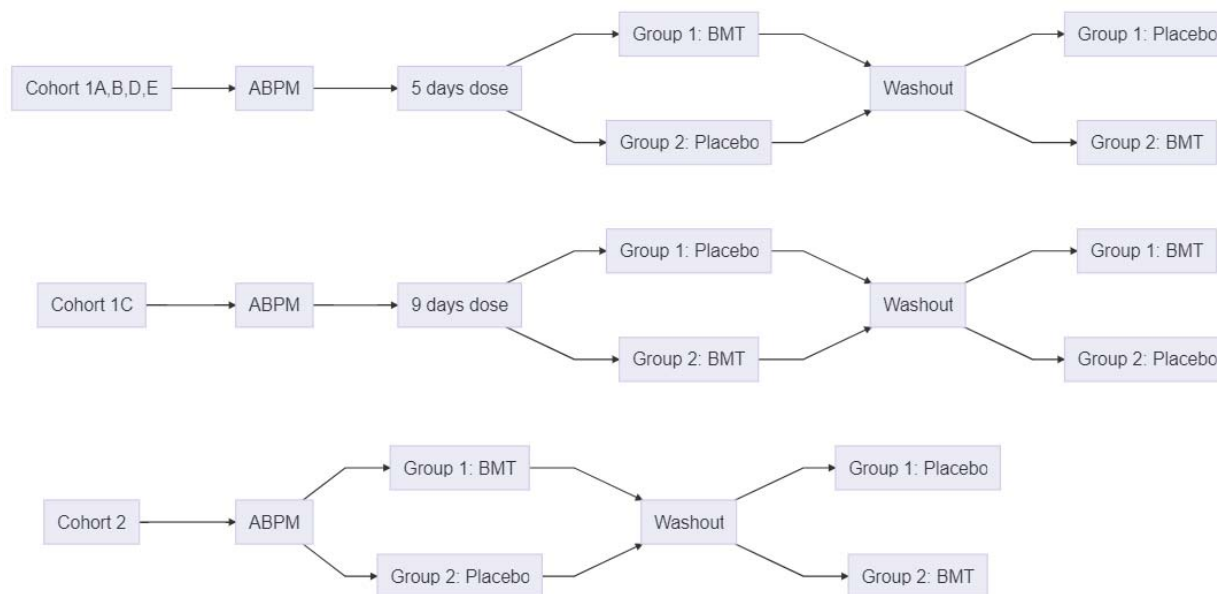 Cohort 1A,B,D,E
ABPM
5 days dose
Group 1: BMT
Group 2: Placebo
Washout
Group 1: Placebo
Group 2: BMT
Cohort 1C
ABPM
9 days dose
Group 1: Placebo
Group 2: BMT
Washout
Group 1: BMT
Group 2: Placebo
Cohort 2
ABPM
Group 1: BMT
Group 2: Placebo
Washout
Group 1: Placebo
Group 2: BMT